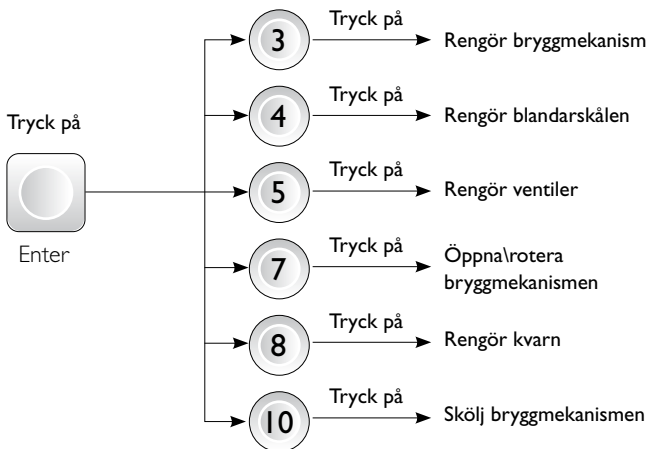 Tryck på
Enter
3
Tryck på
Rengör bryggmekanism
4
Tryck på
Rengör blandarskålen
5
Tryck på
Rengör ventiler
7
Tryck på
Öppna\rotera
bryggmekanismen
8
Tryck på
Rengör kvarn
10
Tryck på
Skölj bryggmekanismen